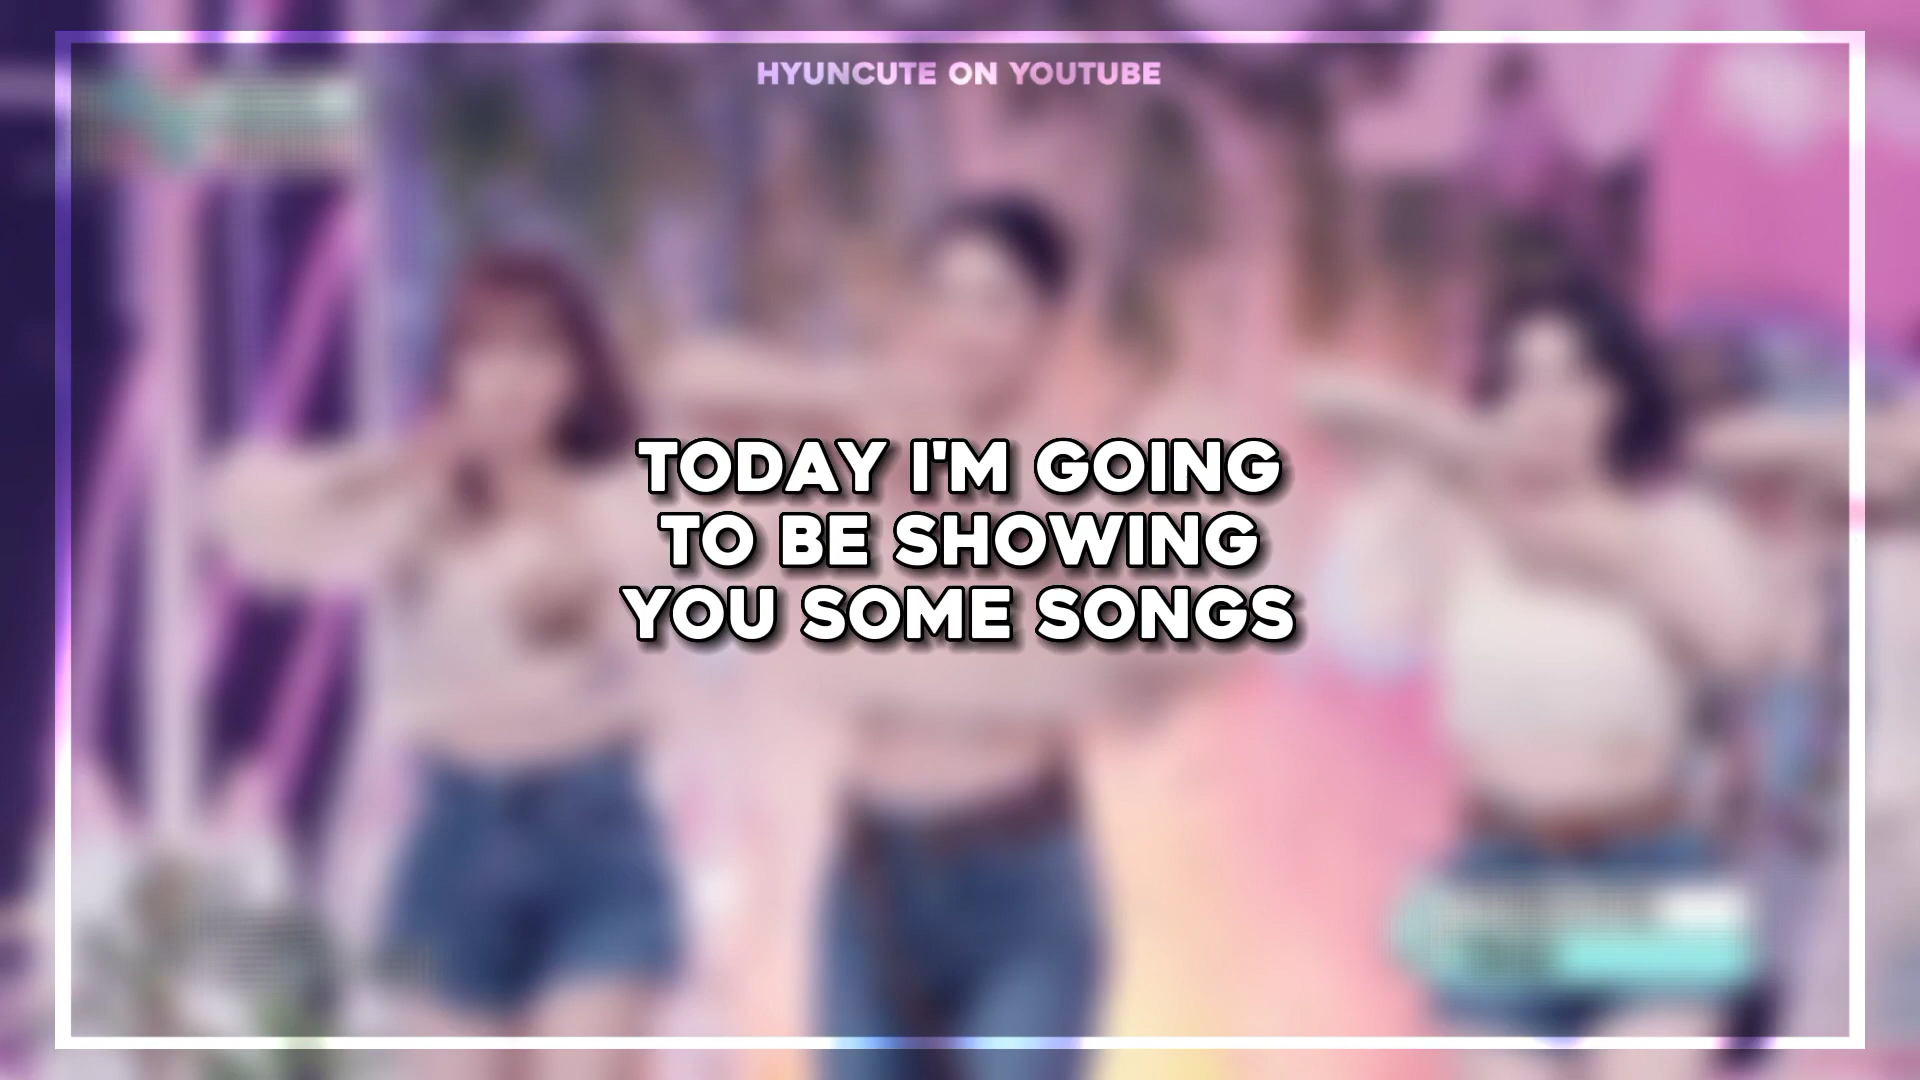 HYUNCUTE ON YOUTUBE
TODAY I'M GOING
TO BE SHOWING
YOU SOME SONGS